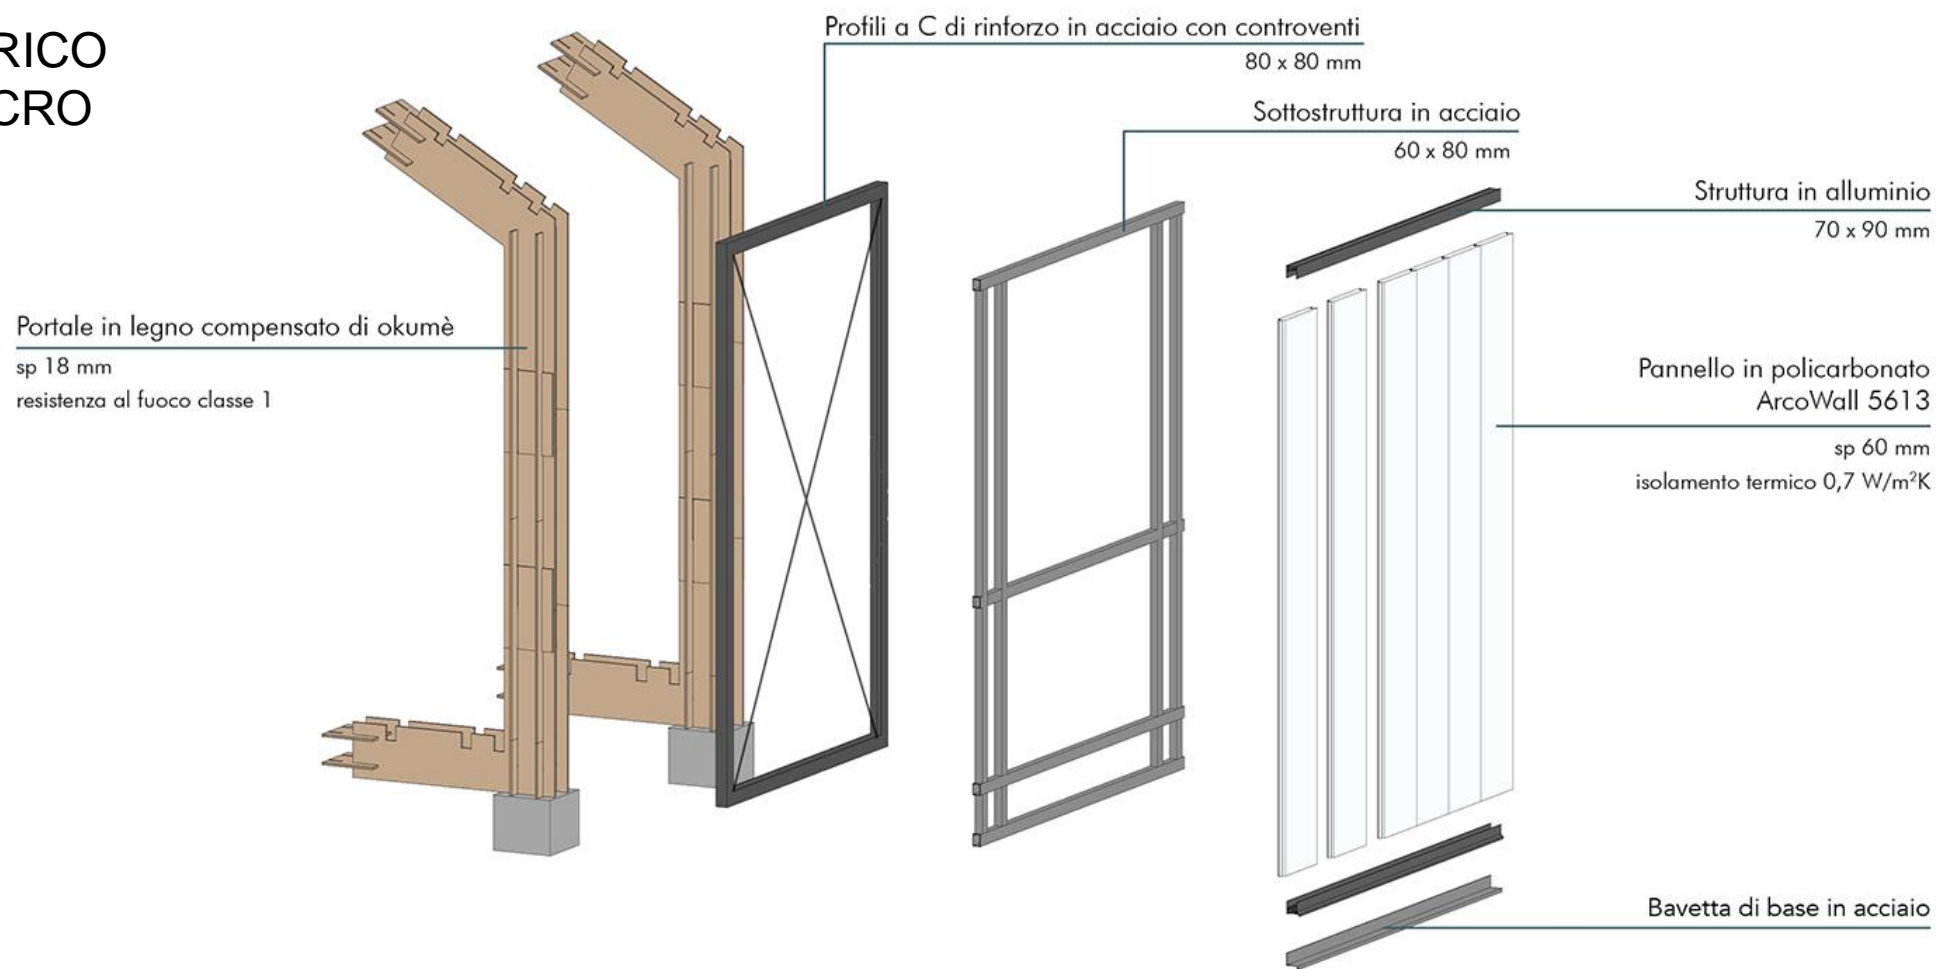 RICO
CRO
Profili a C di rinforzo in acciaio con controventi
80 x 80 mm
Sottostruttura in acciaio
60 x 80 mm
Struttura in alluminio
70 x 90 mm
Portale in legno compensato di okumè
sp 18 mm
resistenza al fuoco classe 1
Pannello in policarbonato
ArcoWall 5613
sp 60 mm
isolamento termico 0,7 W/m²K
Bavetta di base in acciaio